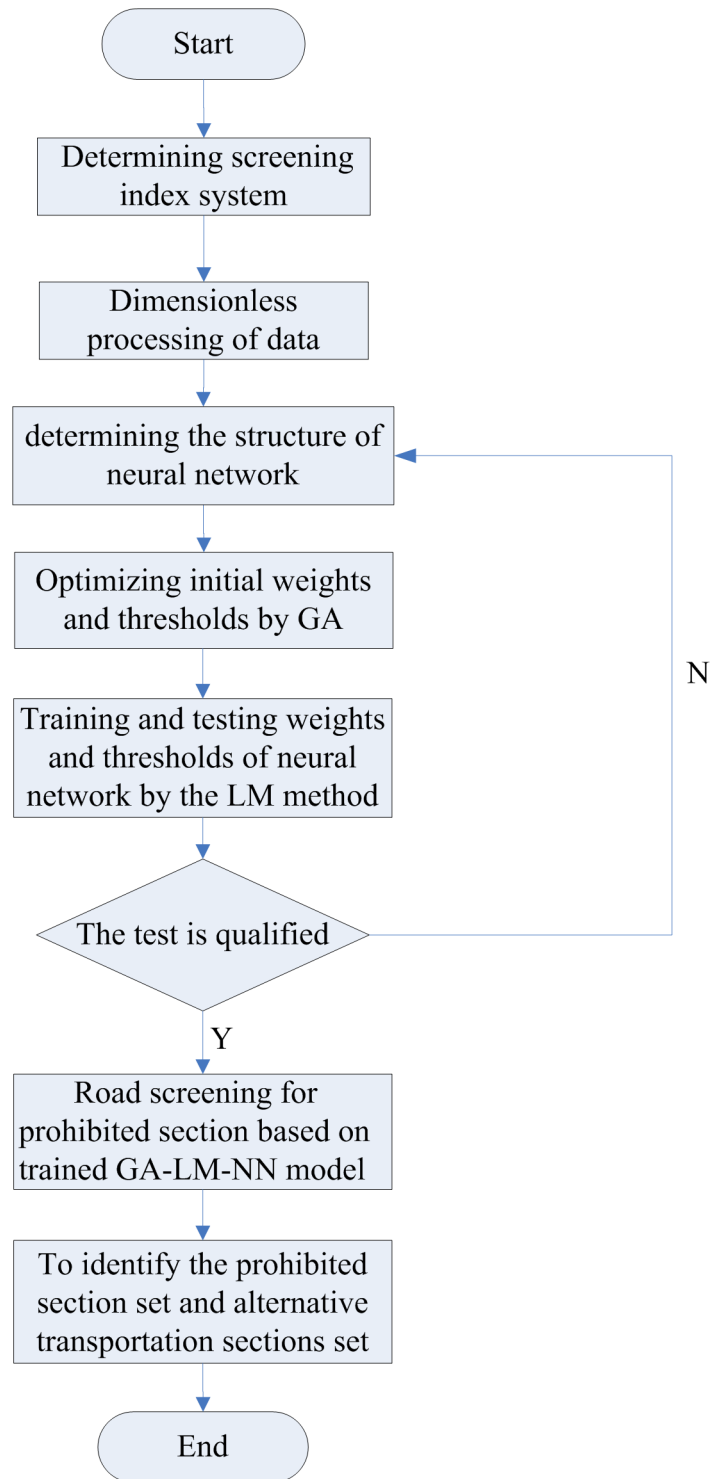 Start
Determining screening
index system
Dimensionless
processing of data
determining the structure of
neural network
Optimizing initial weights
and thresholds by GA
N
Training and testing weights
and thresholds of neural
network by the LM method
The test is qualified
Y
Road screening for
prohibited section based on
trained GA-LM-NN model
To identify the prohibited
section set and alternative
transportation sections set
End